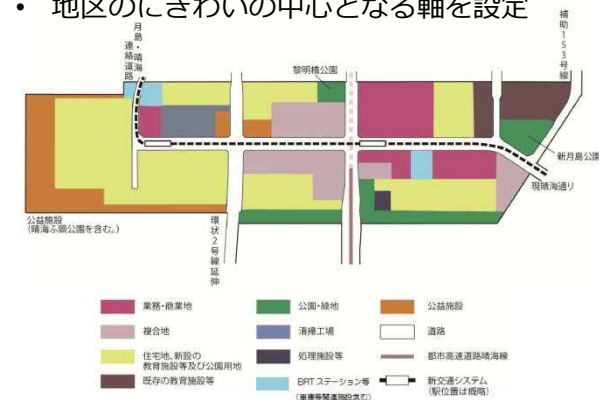 • 地区のにぎわいの中心となる軸を設定
月島・晴海
連絡道路
補助153号線
黎明橋公園
新月島公園
現晴海通り
公益施設
(晴海ふ頭公園を含む。)
環状2号線延伸
業務・商業地
公園・緑地
公益施設
複合地
清掃工場
道路
住宅地、新設の
教育施設等及び公園用地
処理施設等
都市高速道路晴海線
既存の教育施設等
BRTステーション等
(車庫等関連施設含む)
新交通システム
(駅位置は概略)